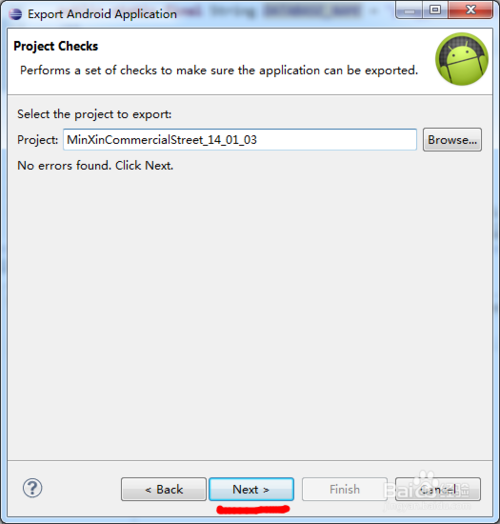 Export Android Application
Project Checks
Performs a set of checks to make sure the application can be exported.
Select the project to export:
Project: MinXinCommercialStreet_14_01_03 Browse...
No errors found. Click Next.
? < Back Next > Finish Cancel